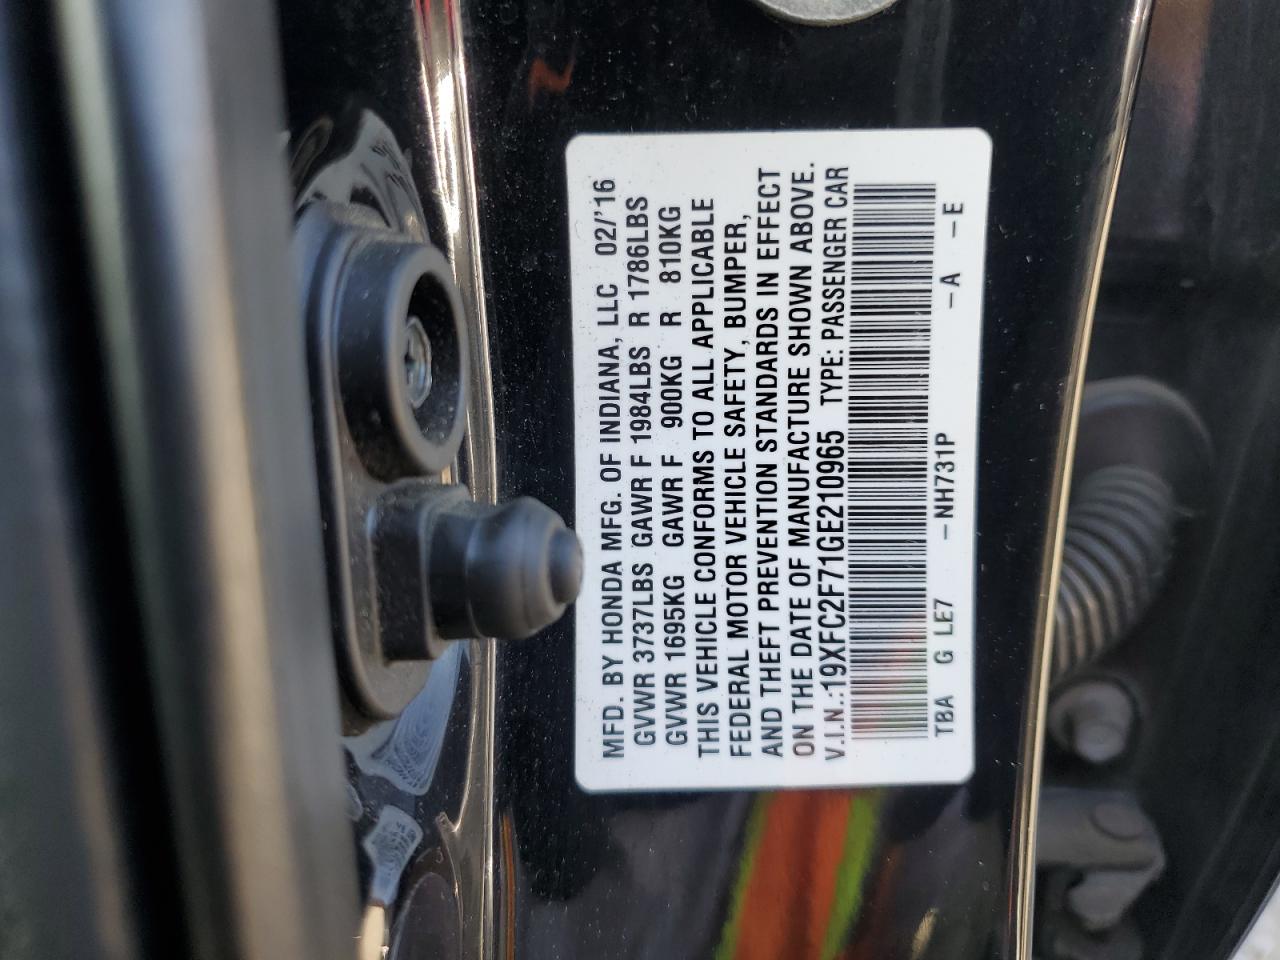 MFD. BY HONDA MFG. OF INDIANA, LLC 02/'16
GVWR 3737LBS GAWR F 1984LBS R 1786LBS
GVWR 1695KG GAWR F 900KG R 810KG
THIS VEHICLE CONFORMS TO ALL APPLICABLE
FEDERAL MOTOR VEHICLE SAFETY, BUMPER,
AND THEFT PREVENTION STANDARDS IN EFFECT
ON THE DATE OF MANUFACTURE SHOWN ABOVE.
V.I.N.:19XFC2F71GE210965 TYPE: PASSENGER CAR
TBA G LE7 -NH731P -A -E